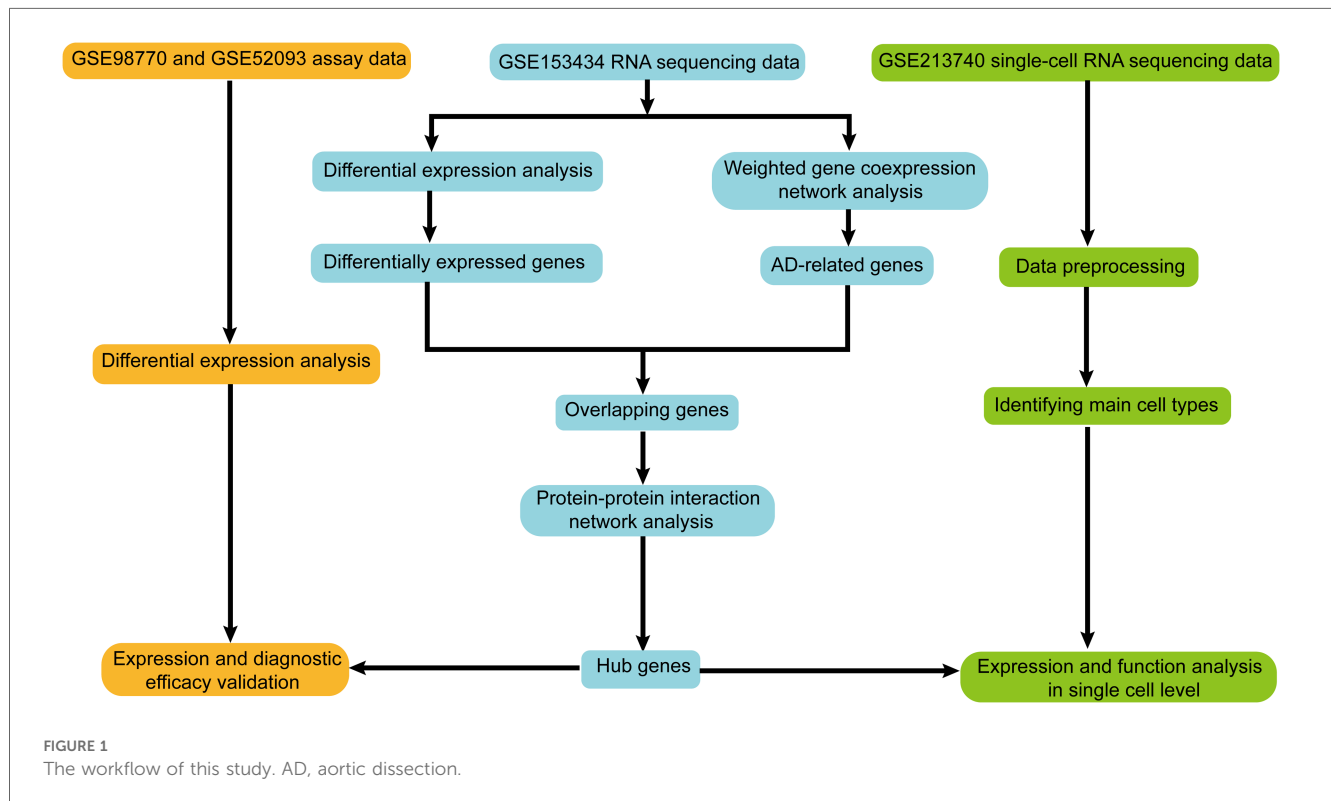 GSE98770 and GSE52093 assay data
GSE153434 RNA sequencing data
GSE213740 single-cell RNA sequencing data
Differential expression analysis
Weighted gene coexpression
network analysis
Differentially expressed genes
AD-related genes
Data preprocessing
Differential expression analysis
Overlapping genes
Identifying main cell types
Protein-protein interaction
network analysis
Expression and diagnostic
efficacy validation
Hub genes
Expression and function analysis
in single cell level
FIGURE 1
The workflow of this study. AD, aortic dissection.